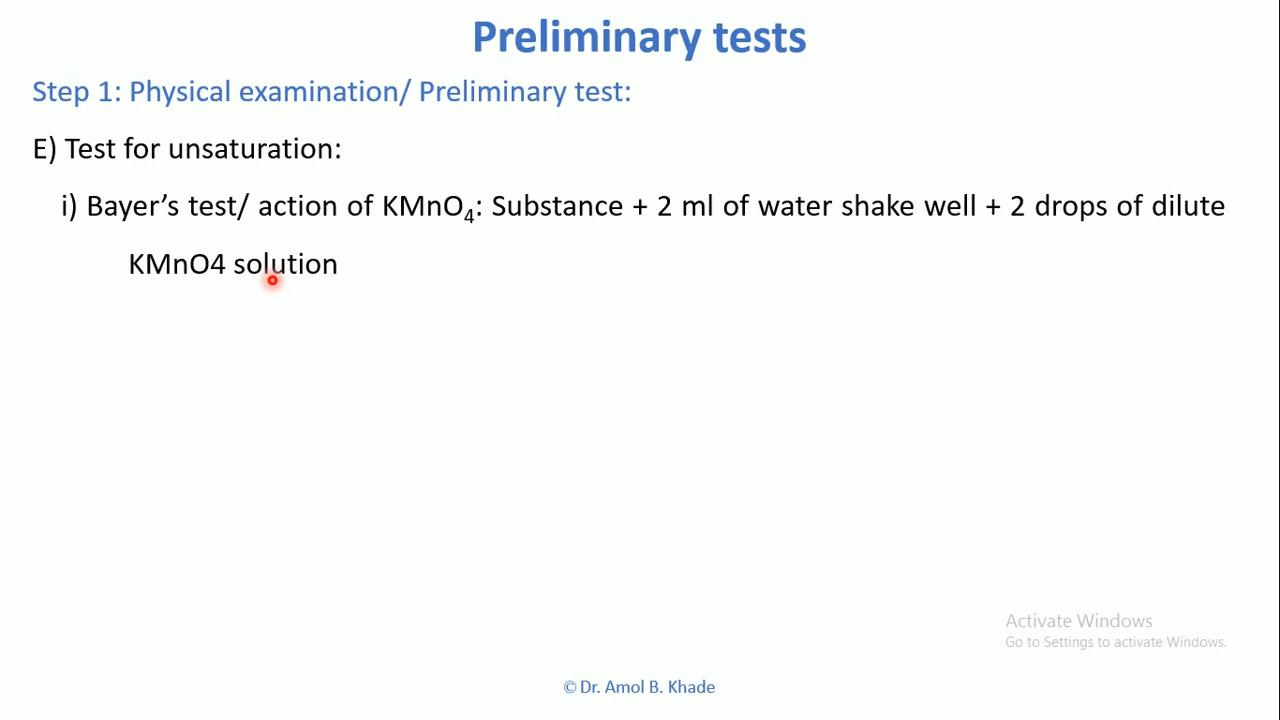 Preliminary tests
Step 1: Physical examination/ Preliminary test:
E) Test for unsaturation:
i) Bayer’s test/ action of KMnO₄: Substance + 2 ml of water shake well + 2 drops of dilute
KMnO4 solution
Activate Windows
Go to Settings to activate Windows.
© Dr. Amol B. Khade